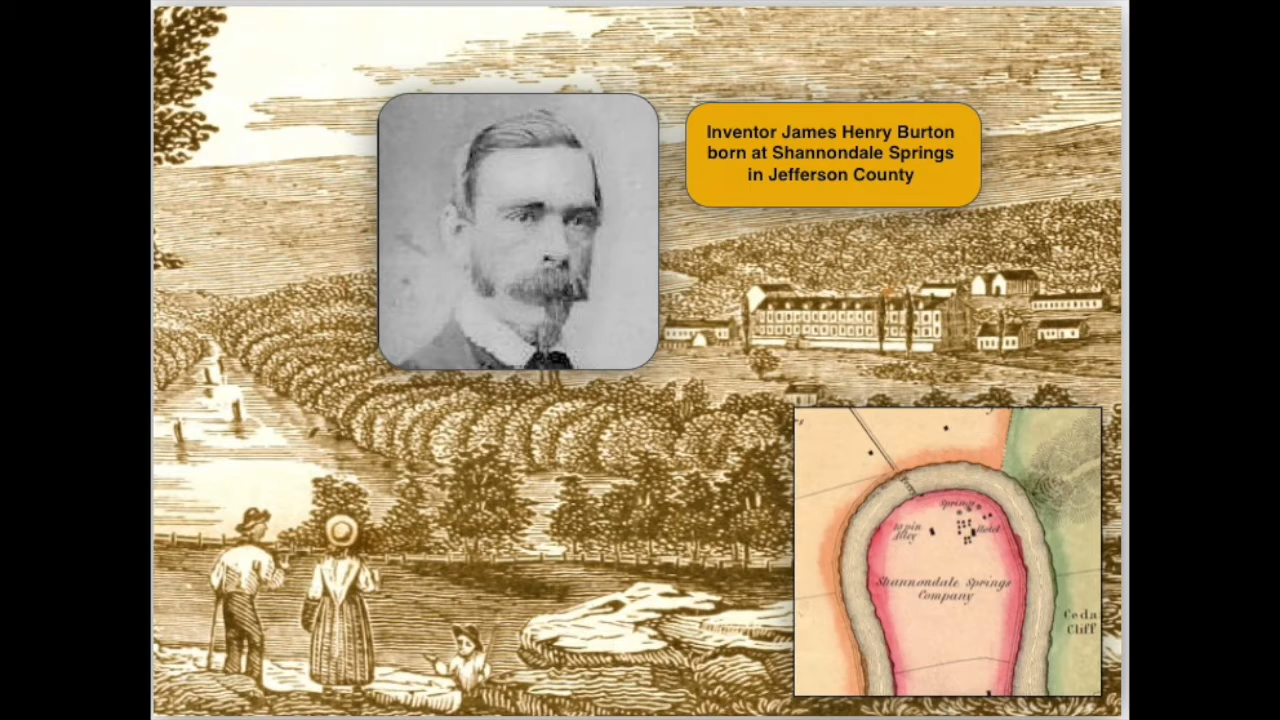 Inventor James Henry Burton
born at Shannondale Springs
in Jefferson County
Springs
Hotel
Shannondale Springs
Company
Ceda
Cliff